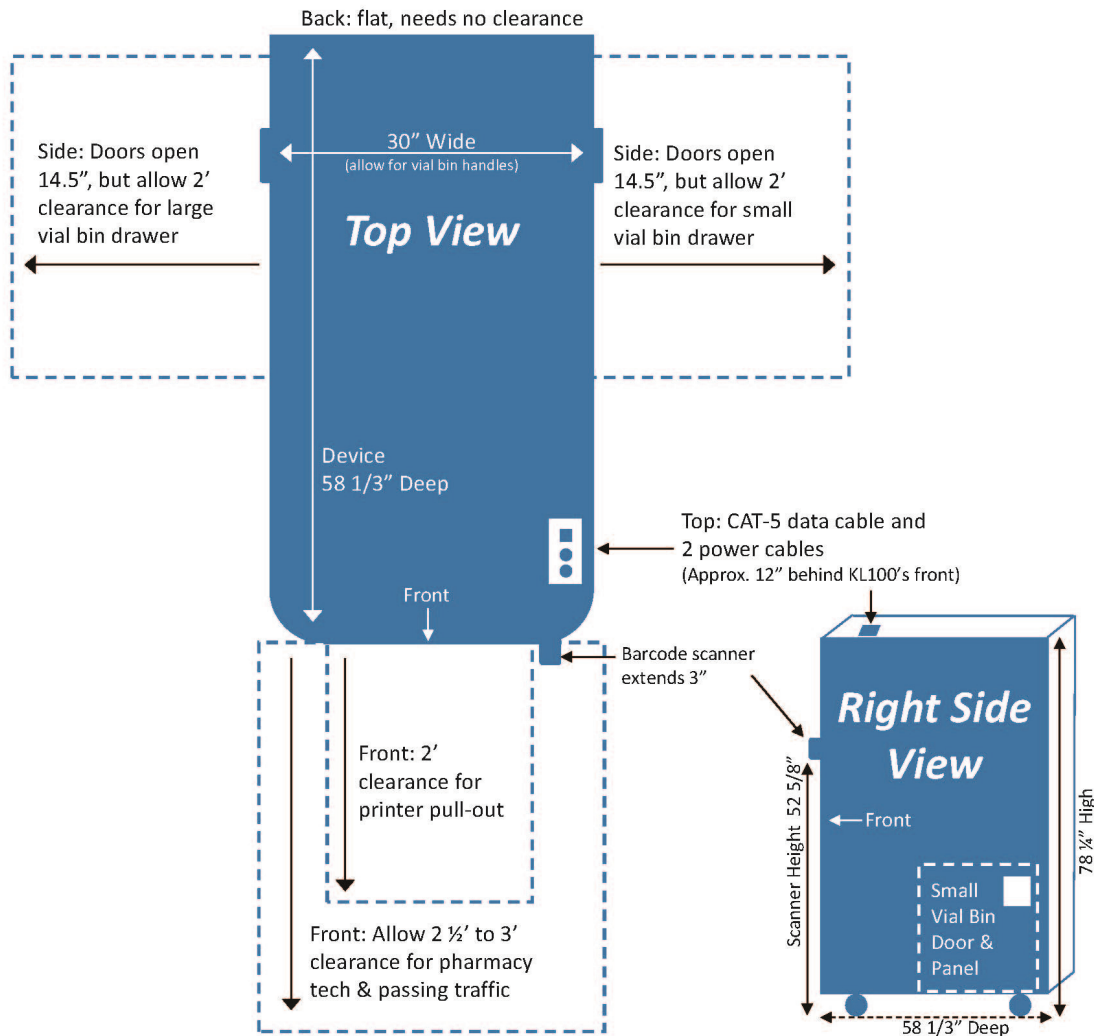 Back: flat, needs no clearance
Side: Doors open
14.5”, but allow 2’
clearance for large
vial bin drawer
30” Wide
(allow for vial bin handles)
Top View
Side: Doors open
14.5”, but allow 2’
clearance for small
vial bin drawer
Device
58 1/3” Deep
Top: CAT-5 data cable and
2 power cables
(Approx. 12” behind KL100’s front)
Front
Barcode scanner
extends 3”
Right Side
View
Front: 2’
clearance for
printer pull-out
Scanner Height 52 5/8”
Front
78 ¼” High
Small
Vial Bin
Door &
Panel
Front: Allow 2 ½’ to 3’
clearance for pharmacy
tech & passing traffic
58 1/3” Deep